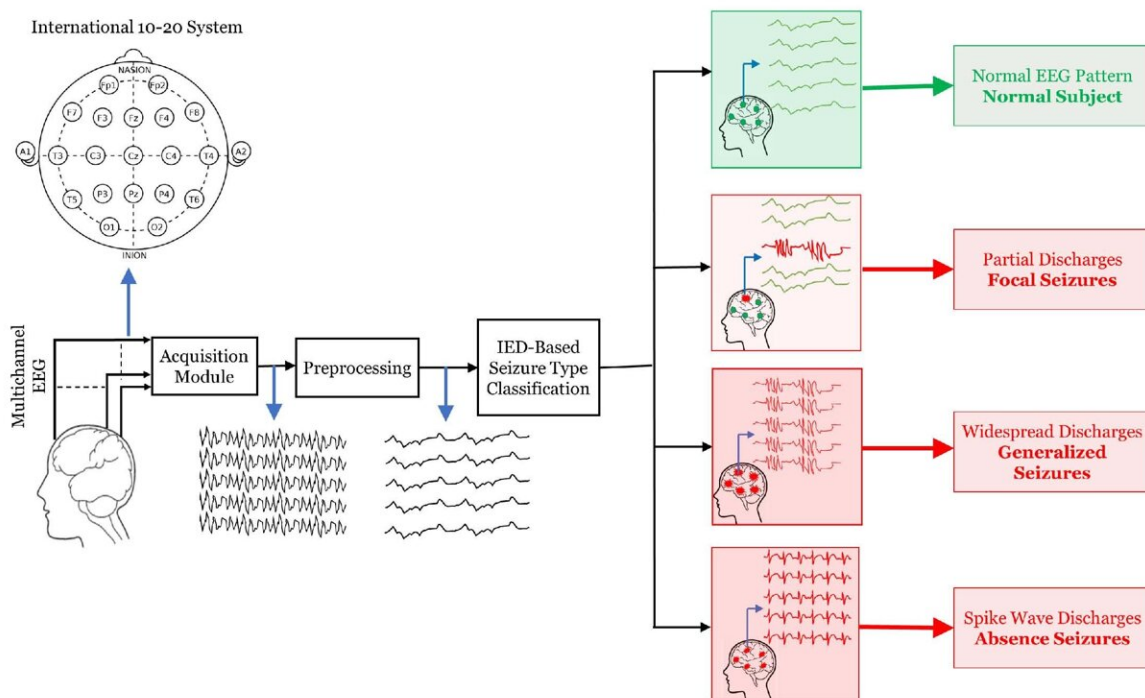 International 10-20 System
NASION
Fp1 Fp2
F7 F3 Fz F4 F8
A1 T3 C3 Cz C4 T4 A2
T5 P3 Pz P4 T6
O1 O2
INION
Multichannel
EEG
Acquisition
Module
Preprocessing
IED-Based
Seizure Type
Classification
Normal EEG Pattern
Normal Subject
Partial Discharges
Focal Seizures
Widespread Discharges
Generalized
Seizures
Spike Wave Discharges
Absence Seizures